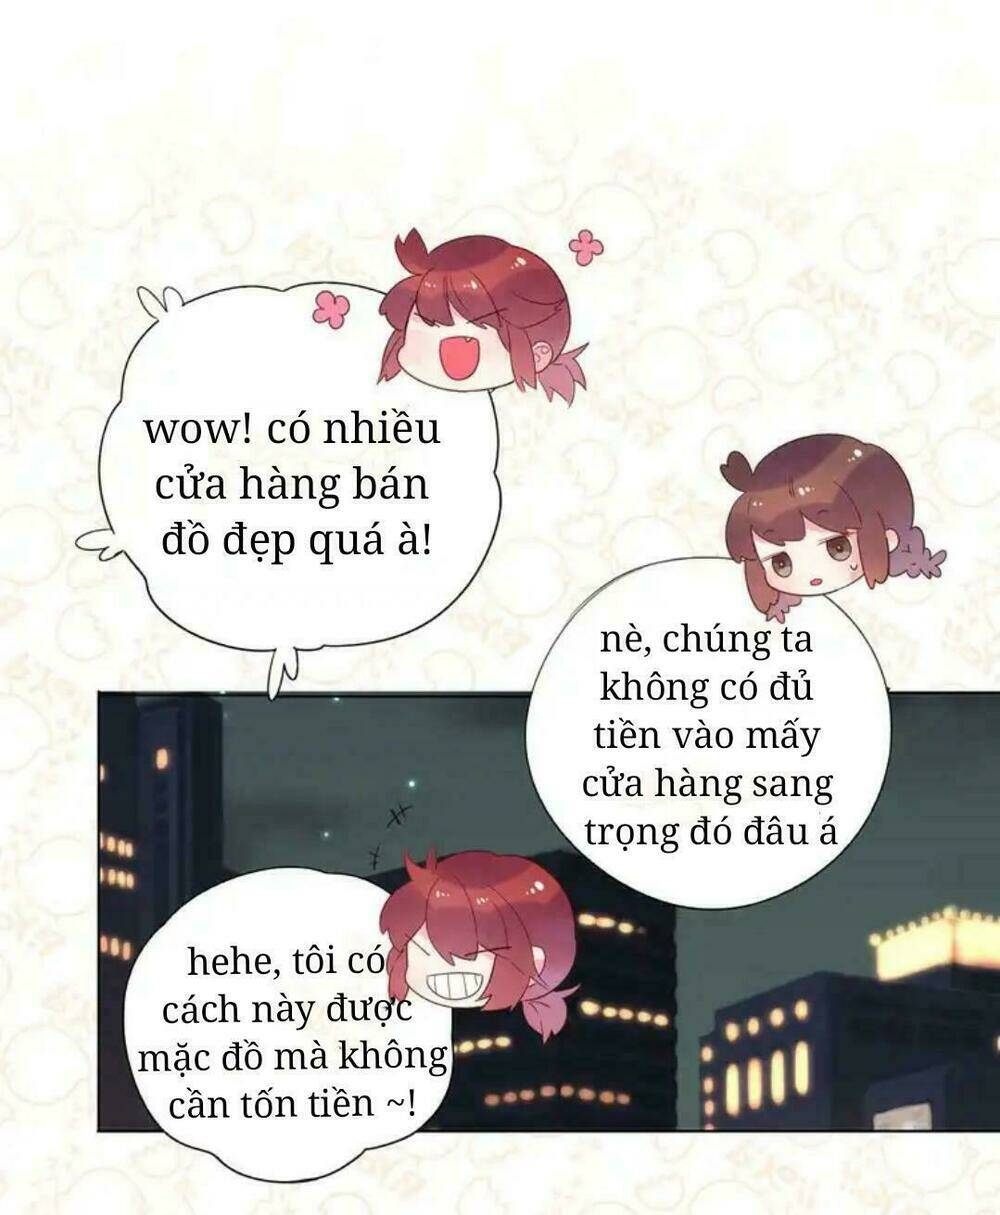 wow! có nhiều
cửa hàng bán
đồ đẹp quá à!
nè, chúng ta
không có đủ
tiền vào mấy
cửa hàng sang
trọng đó đâu á
hehe, tôi có
cách này được
mặc đồ mà không
cần tốn tiền ~!